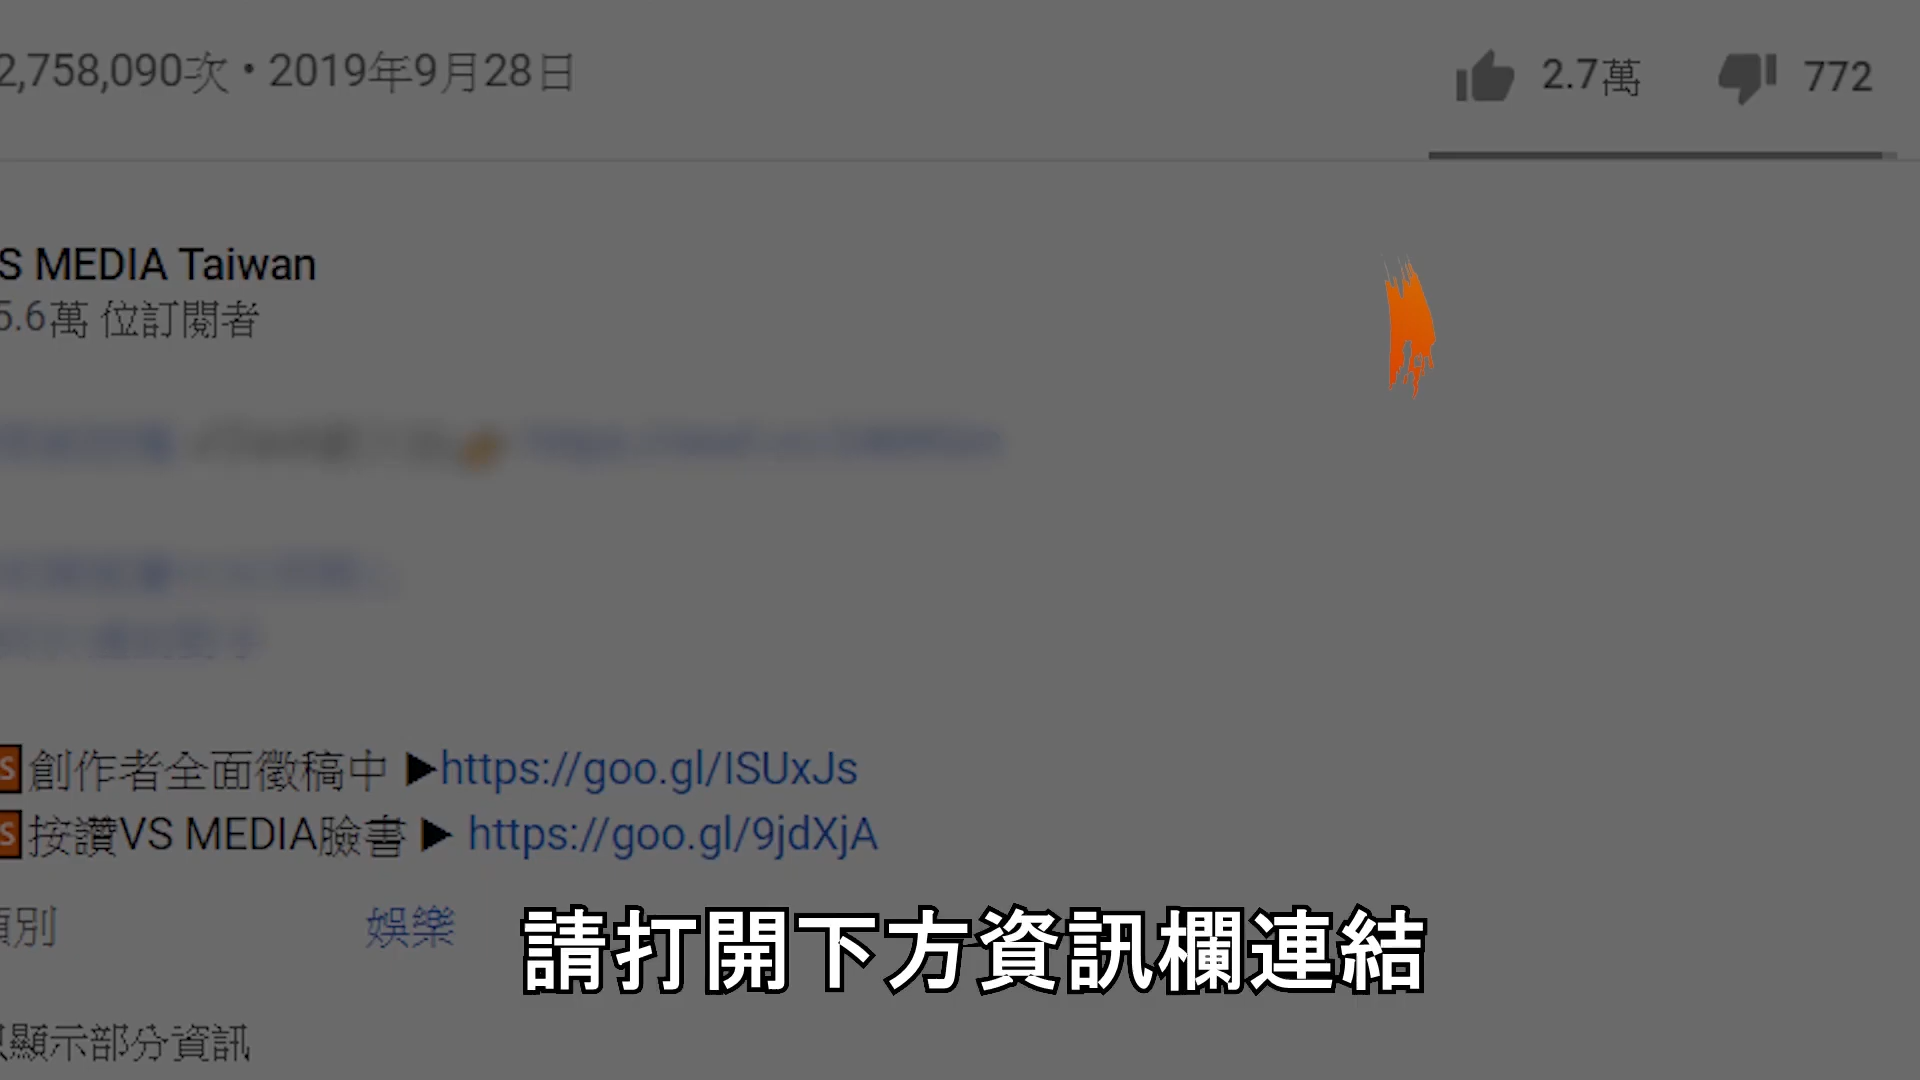 2,758,090次 • 2019年9月28日
2.7萬
772
S MEDIA Taiwan
5.6萬 位訂閱者
創作者全面徵稿中 ▶https://goo.gl/ISUxJs
按讚VS MEDIA臉書 ▶ https://goo.gl/9jdXjA
類別
娛樂
請打開下方資訊欄連結
只顯示部分資訊